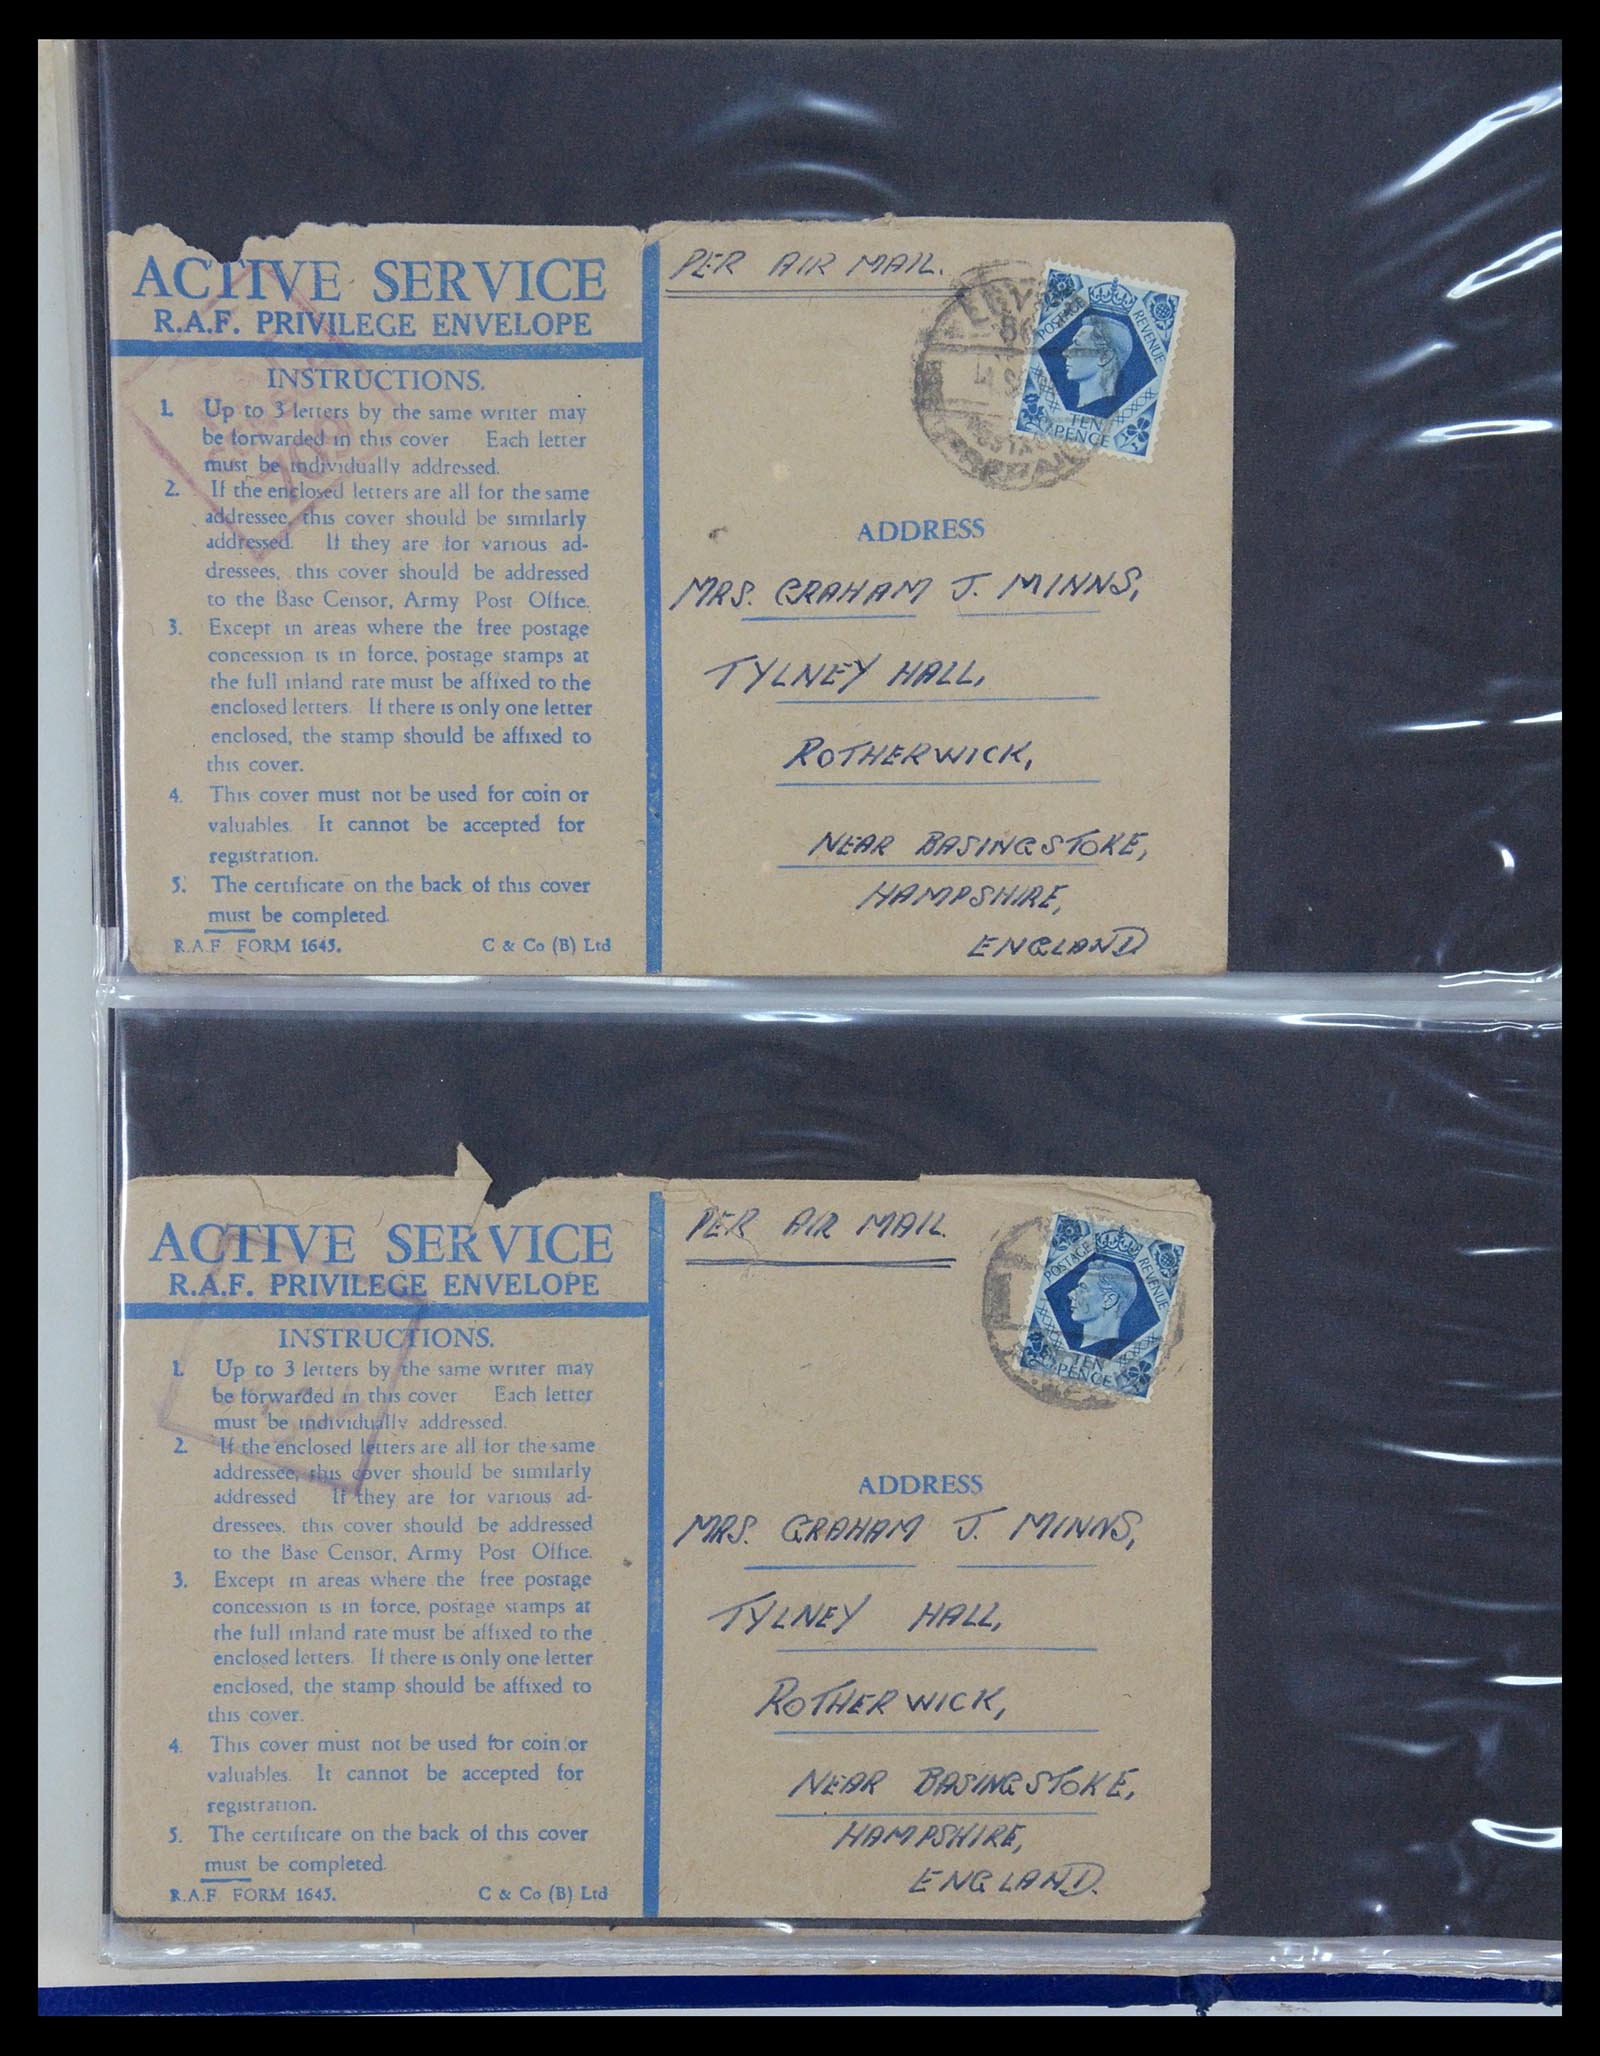 ACTIVE SERVICE
R.A.F. PRIVILEGE ENVELOPE
INSTRUCTIONS.
1. Up to 3 letters by the same writer may
be forwarded in this cover Each letter
must be individually addressed.
2. If the enclosed letters are all for the same
addressee, this cover should be similarly
addressed. If they are for various ad-
dressees, this cover should be addressed
to the Base Censor, Army Post Office.
3. Except in areas where the free postage
concession is in force, postage stamps at
the full inland rate must be affixed to the
enclosed letters. If there is only one letter
enclosed, the stamp should be affixed to
this cover.
4. This cover must not be used for coin or
valuables. It cannot be accepted for
registration.
5. The certificate on the back of this cover
must be completed.
R.A.F. FORM 1645. C & Co (B) Ltd
PER AIR MAIL.
POSTAGE REVENUE
TEN
PENCE
ADDRESS
MRS. GRAHAM J. MINNS,
TYLNEY HALL,
ROTHERWICK,
NEAR BASINGSTOKE,
HAMPSHIRE,
ENGLAND
ACTIVE SERVICE
R.A.F. PRIVILEGE ENVELOPE
INSTRUCTIONS.
1. Up to 3 letters by the same writer may
be forwarded in this cover Each letter
must be individually addressed.
2. If the enclosed letters are all for the same
addressee, this cover should be similarly
addressed If they are for various ad-
dressees, this cover should be addressed
to the Base Censor, Army Post Office.
3. Except in areas where the free postage
concession is in force, postage stamps at
the full inland rate must be affixed to the
enclosed letters. If there is only one letter
enclosed, the stamp should be affixed to
this cover.
4. This cover must not be used for coin or
valuables. It cannot be accepted for
registration.
5. The certificate on the back of this cover
must be completed.
R.A.F. FORM 1645. C & Co (B) Ltd
PER AIR MAIL.
POSTAGE REVENUE
TEN
PENCE
ADDRESS
MRS. GRAHAM J. MINNS,
TYLNEY HALL,
ROTHERWICK,
NEAR BASINGSTOKE,
HAMPSHIRE,
ENGLAND.